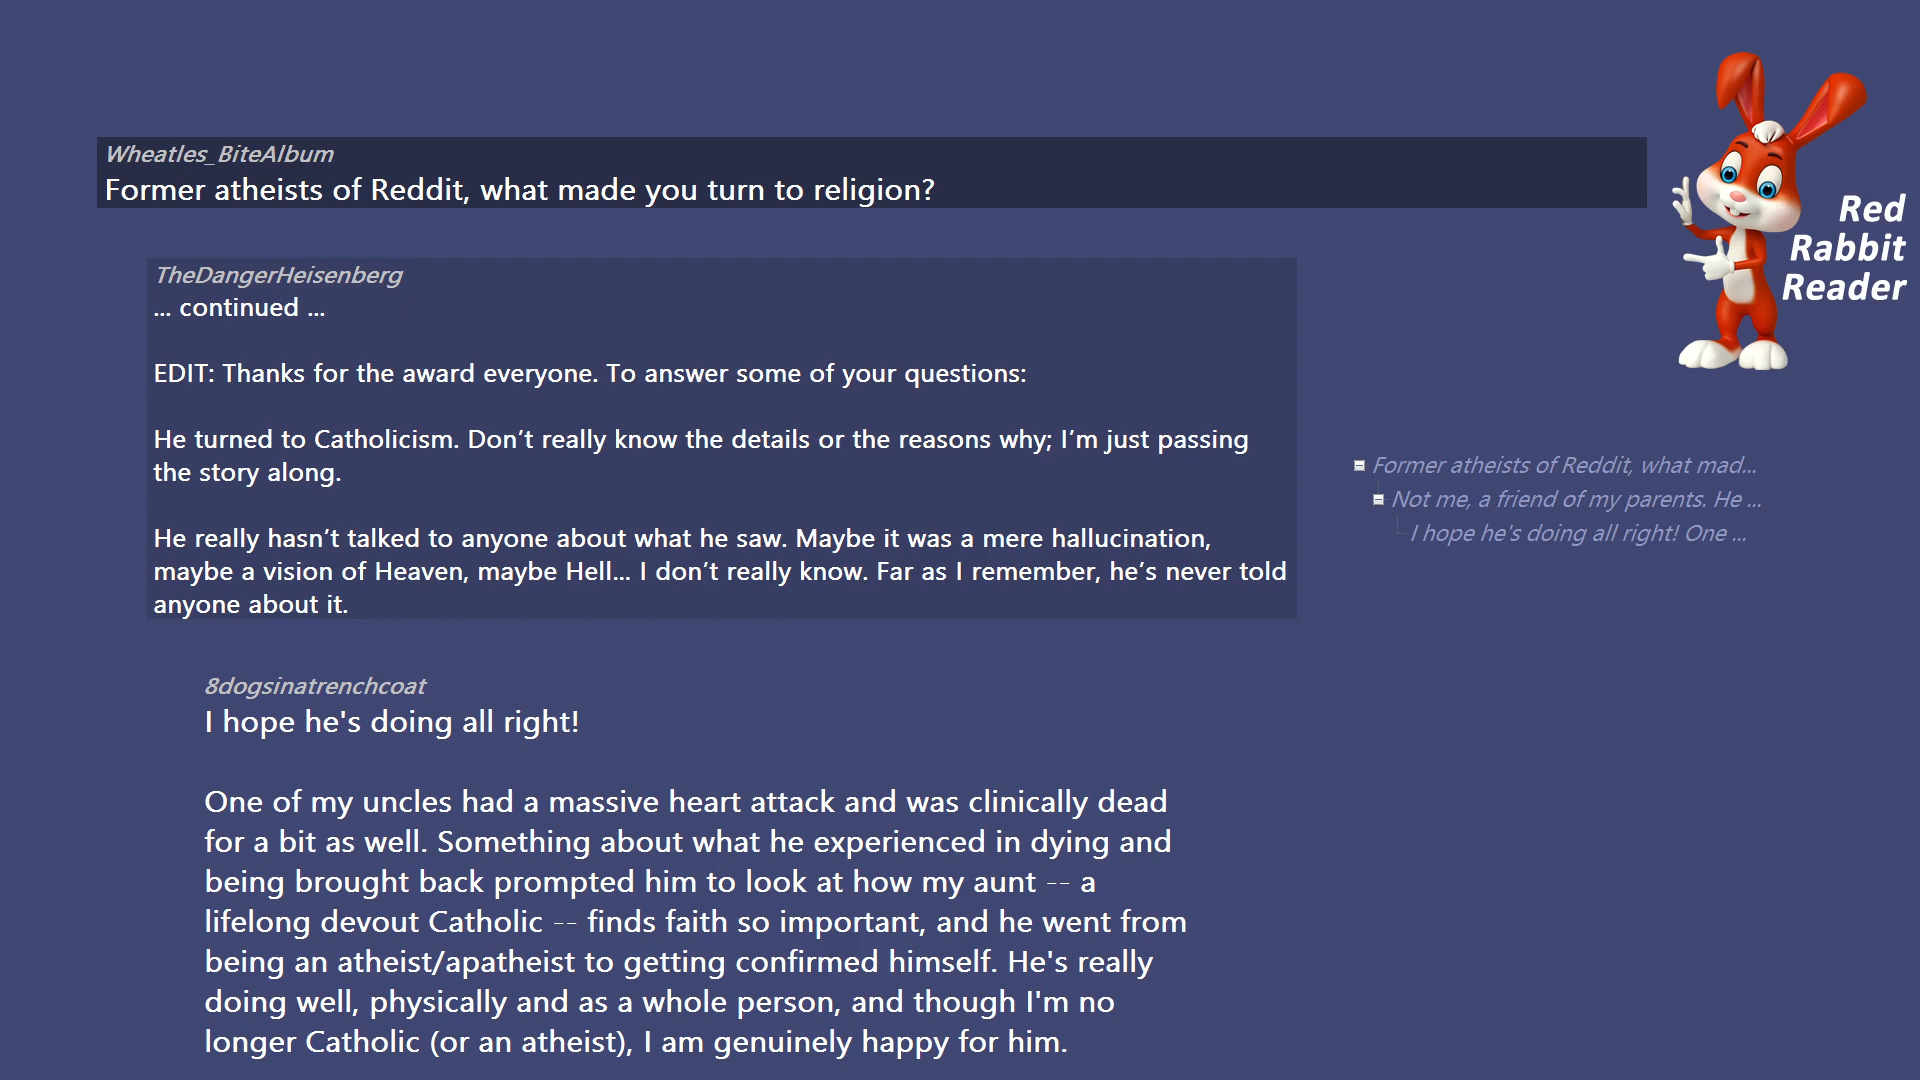 Wheatles_BiteAlbum
Former atheists of Reddit, what made you turn to religion?
TheDangerHeisenberg
... continued ...
EDIT: Thanks for the award everyone. To answer some of your questions:
He turned to Catholicism. Don’t really know the details or the reasons why; I’m just passing
the story along.
He really hasn’t talked to anyone about what he saw. Maybe it was a mere hallucination,
maybe a vision of Heaven, maybe Hell... I don’t really know. Far as I remember, he’s never told
anyone about it.
8dogsinatrenchcoat
I hope he's doing all right!
One of my uncles had a massive heart attack and was clinically dead
for a bit as well. Something about what he experienced in dying and
being brought back prompted him to look at how my aunt -- a
lifelong devout Catholic -- finds faith so important, and he went from
being an atheist/apatheist to getting confirmed himself. He's really
doing well, physically and as a whole person, and though I'm no
longer Catholic (or an atheist), I am genuinely happy for him.
Red
Rabbit
Reader
Former atheists of Reddit, what mad...
Not me, a friend of my parents. He ...
I hope he's doing all right! One ...